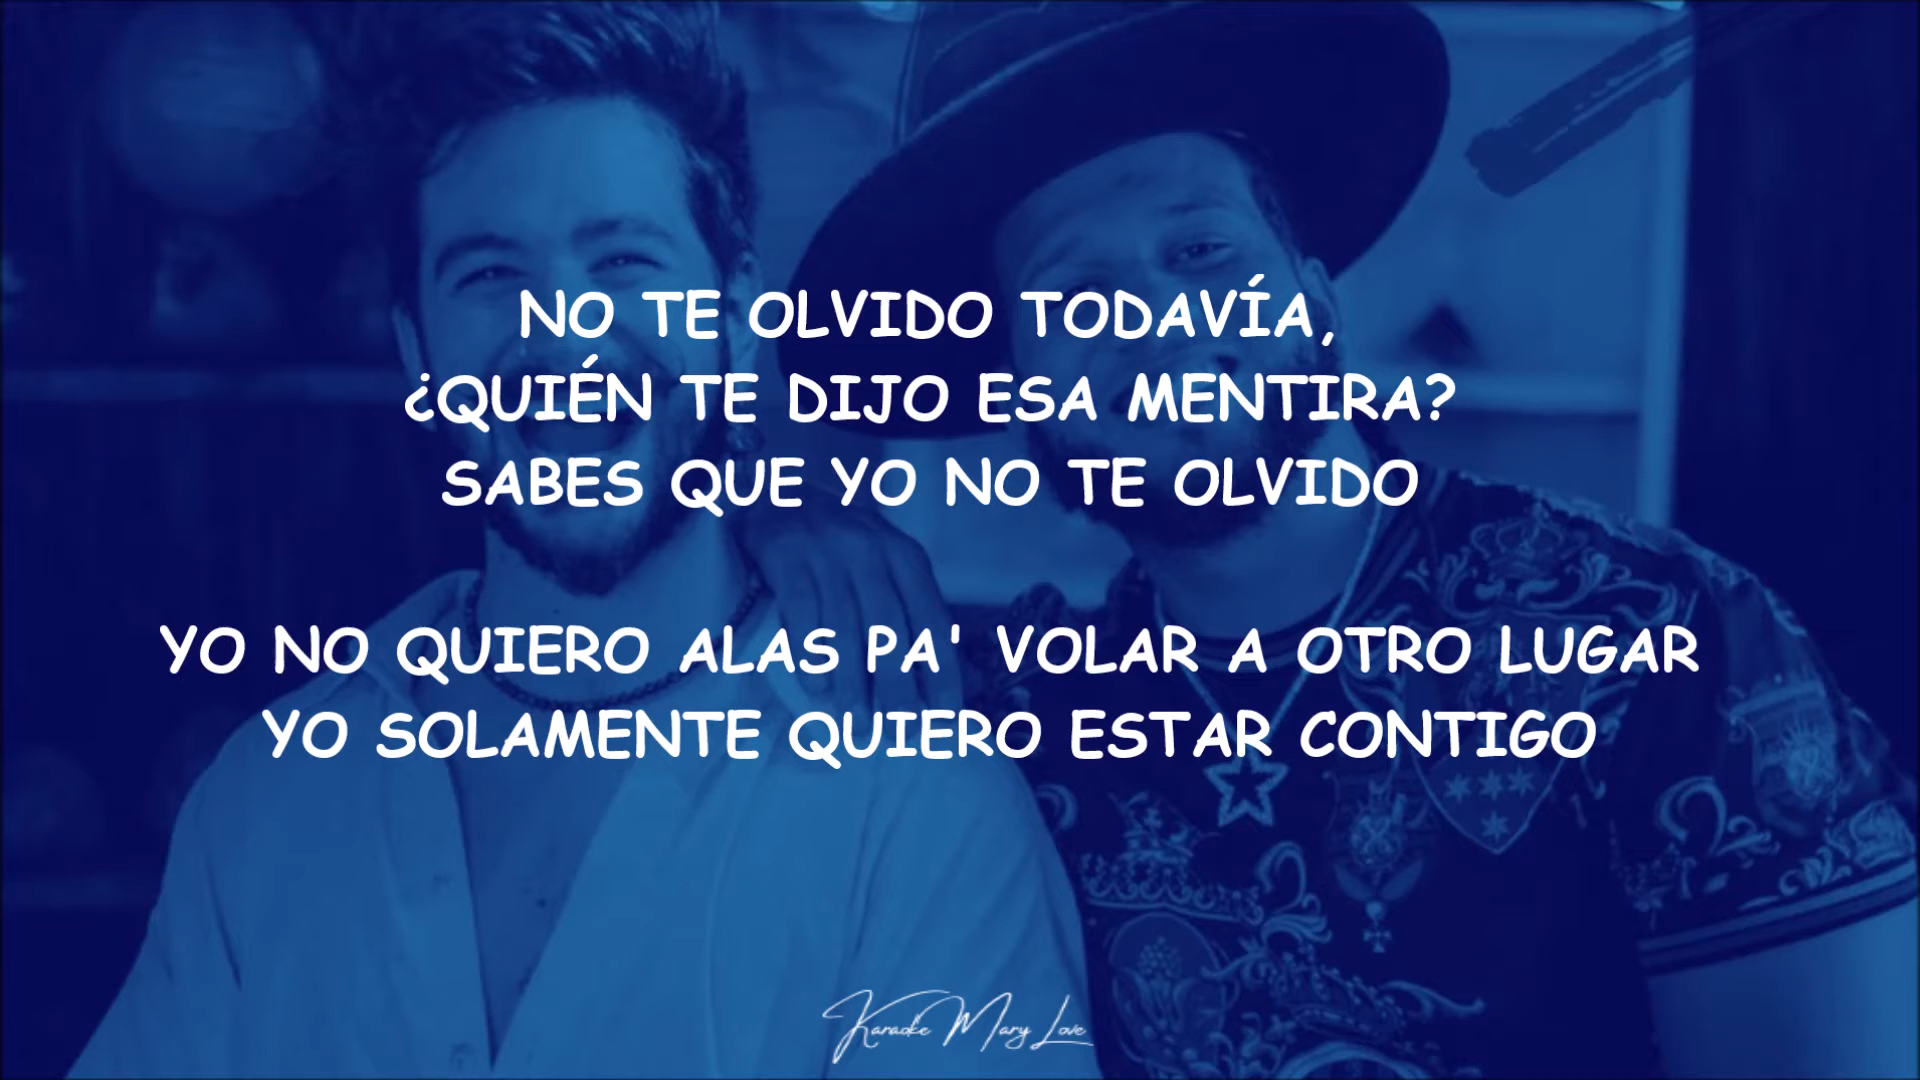 NO TE OLVIDO TODAVÍA,
¿QUIÉN TE DIJO ESA MENTIRA?
SABES QUE YO NO TE OLVIDO
YO NO QUIERO ALAS PA' VOLAR A OTRO LUGAR
YO SOLAMENTE QUIERO ESTAR CONTIGO
Karaoke Mary Love